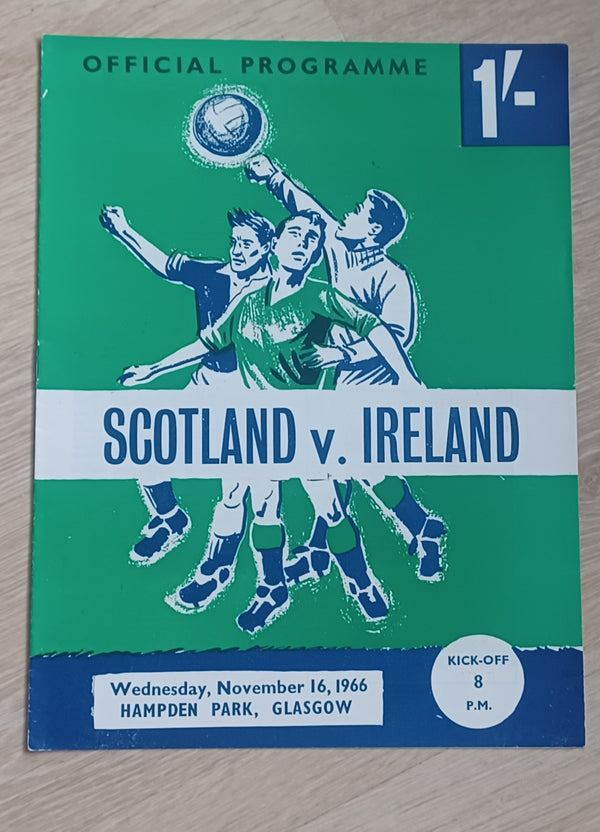 OFFICIAL PROGRAMME
1/-
SCOTLAND v. IRELAND
Wednesday, November 16, 1966
HAMPDEN PARK, GLASGOW
KICK-OFF
8
P.M.